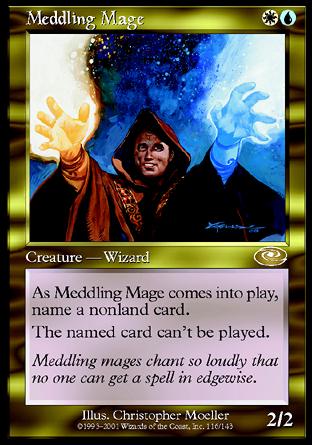 Meddling Mage
Creature — Wizard
As Meddling Mage comes into play,
name a nonland card.
The named card can't be played.
Meddling mages chant so loudly that
no one can get a spell in edgewise.
Illus. Christopher Moeller
2/2
©1993-2001 Wizards of the Coast, Inc. 116/143